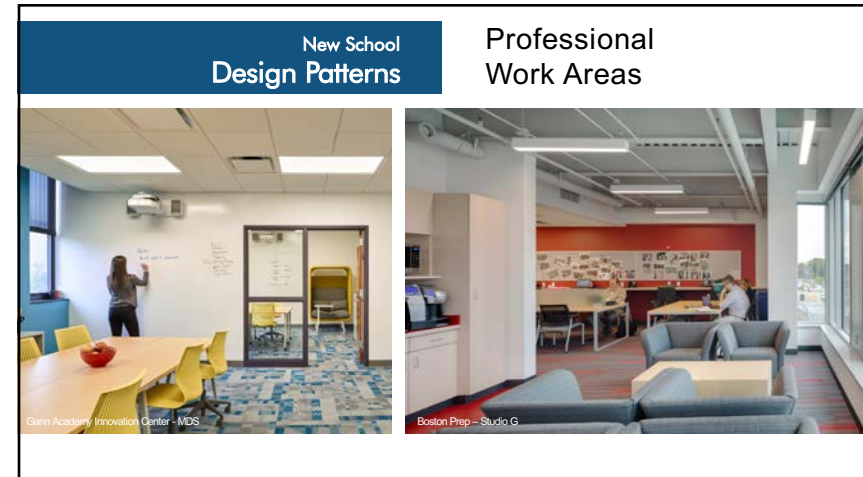 New School
Design Patterns
Professional
Work Areas
Gann Academy Innovation Center - MDS
Boston Prep – Studio G